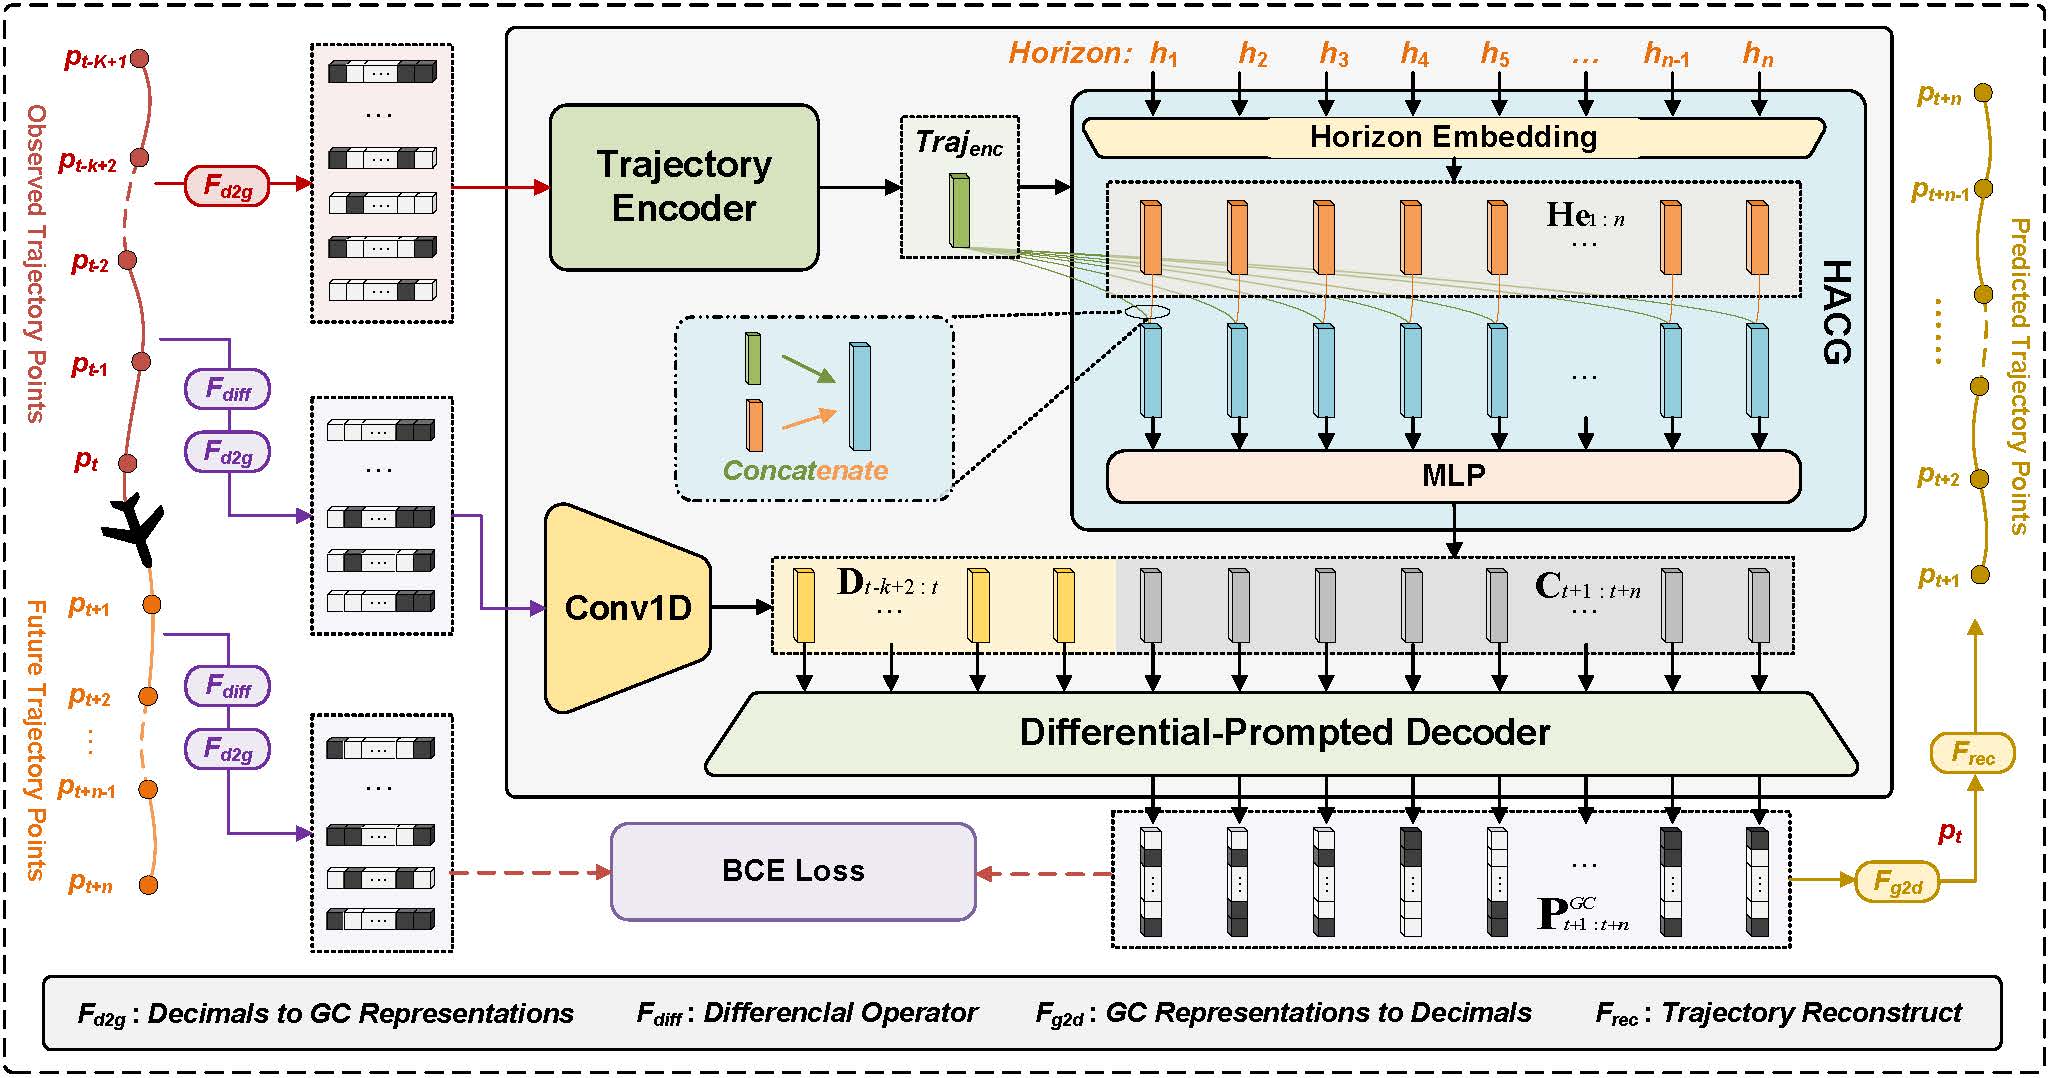 Observed Trajectory Points
p_{t-K+1}
p_{t-k+2}
p_{t-2}
p_{t-1}
p_t
F_{d2g}
F_{diff}
F_{d2g}
Future Trajectory Points
p_{t+1}
p_{t+2}
...
p_{t+n-1}
p_{t+n}
F_{diff}
F_{d2g}
Trajectory
Encoder
Traj_{enc}
Horizon: h_1 h_2 h_3 h_4 h_5 ... h_{n-1} h_n
Horizon Embedding
He_{1 : n}
...
HACG
Concatenate
...
MLP
Conv1D
D_{t-k+2 : t}
...
C_{t+1 : t+n}
...
Differential-Prompted Decoder
BCE Loss
...
P^{GC}_{t+1 : t+n}
F_{g2d}
p_t
F_{rec}
p_{t+n}
p_{t+n-1}
......
p_{t+2}
p_{t+1}
Predicted Trajectory Points
F_{d2g} : Decimals to GC Representations F_{diff} : Differencial Operator F_{g2d} : GC Representations to Decimals F_{rec} : Trajectory Reconstruct